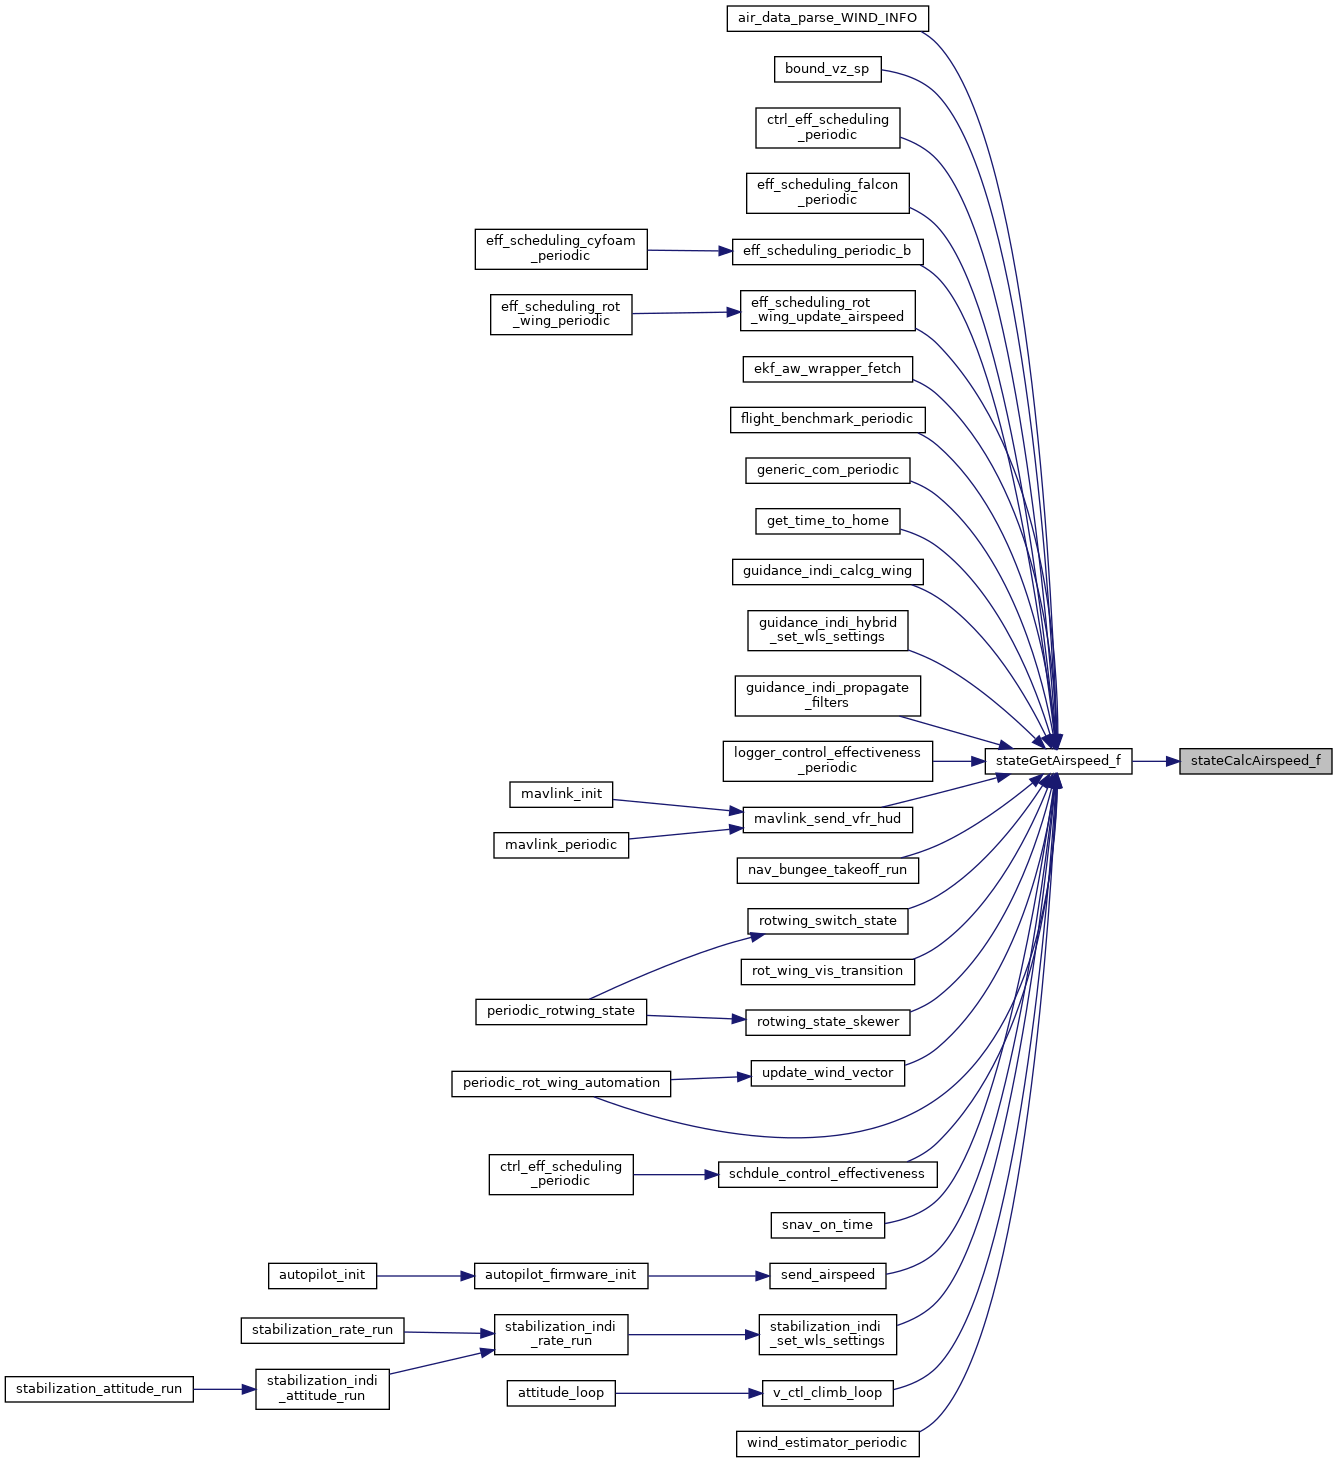 air_data_parse_WIND_INFO
bound_vz_sp
ctrl_eff_scheduling
_periodic
eff_scheduling_falcon
_periodic
eff_scheduling_cyfoam
_periodic
eff_scheduling_periodic_b
eff_scheduling_rot
_wing_periodic
eff_scheduling_rot
_wing_update_airspeed
ekf_aw_wrapper_fetch
flight_benchmark_periodic
generic_com_periodic
get_time_to_home
guidance_indi_calcg_wing
guidance_indi_hybrid
_set_wls_settings
guidance_indi_propagate
_filters
logger_control_effectiveness
_periodic
stateGetAirspeed_f
stateCalcAirspeed_f
mavlink_init
mavlink_send_vfr_hud
mavlink_periodic
nav_bungee_takeoff_run
rotwing_switch_state
rot_wing_vis_transition
periodic_rotwing_state
rotwing_state_skewer
periodic_rot_wing_automation
update_wind_vector
ctrl_eff_scheduling
_periodic
schdule_control_effectiveness
snav_on_time
autopilot_init
autopilot_firmware_init
send_airspeed
stabilization_rate_run
stabilization_indi
_rate_run
stabilization_indi
_set_wls_settings
stabilization_attitude_run
stabilization_indi
_attitude_run
attitude_loop
v_ctl_climb_loop
wind_estimator_periodic